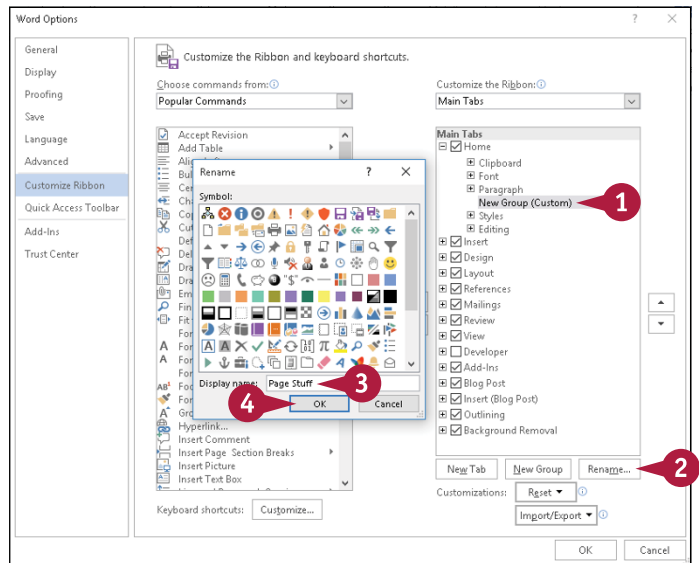 Word Options
General
Display
Proofing
Save
Language
Advanced
Customize Ribbon
Quick Access Toolbar
Add-Ins
Trust Center
Customize the Ribbon and keyboard shortcuts.
Choose commands from:
Popular Commands
Accept Revision
Add Table
Insert Comment
Insert Page Section Breaks
Insert Picture
Insert Text Box
Hyperlink...
Keyboard shortcuts: Customize...
Rename
Symbol:
Display name: Page Stuff
3
4
OK Cancel
Customize the Ribbon:
Main Tabs
Main Tabs
Home
Clipboard
Font
Paragraph
New Group (Custom)
1
Styles
Editing
Insert
Design
Layout
References
Mailings
Review
View
Developer
Add-Ins
Blog Post
Insert (Blog Post)
Outlining
Background Removal
New Tab New Group Rename...
2
Customizations: Reset
Import/Export
OK Cancel